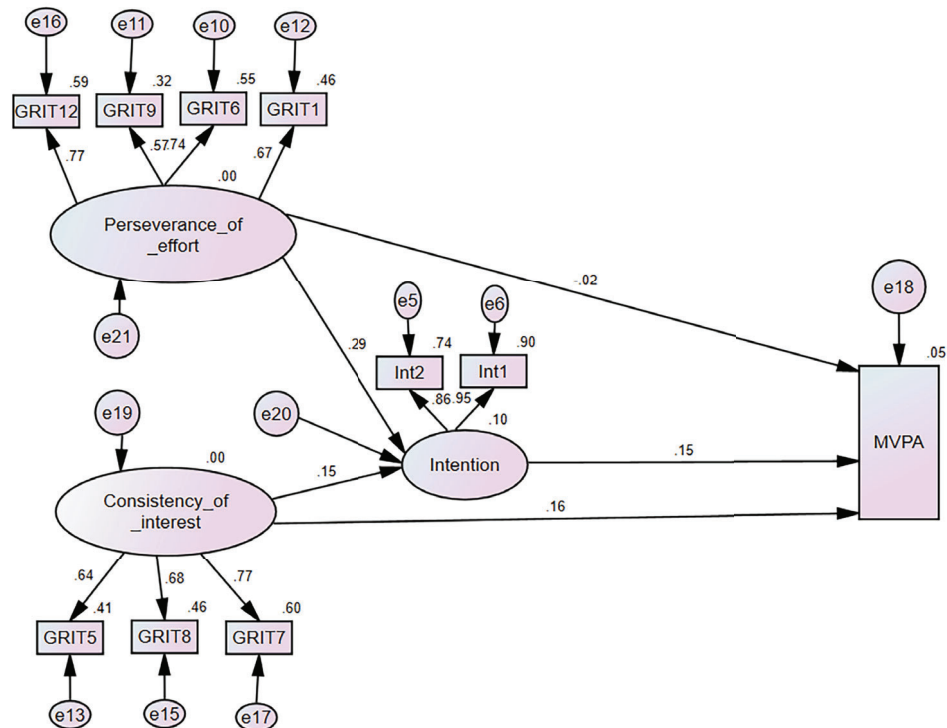 e16
e11
e10
e12
.59
.32
.55
.46
GRIT12
GRIT9
GRIT6
GRIT1
.77
.57
.74
.67
.00
Perseverance_of
_effort
-.02
e21
e5
e6
e18
.29
.74
.90
.05
Int2
Int1
e19
e20
.86
.95
.10
MVPA
.00
.15
Intention
.15
Consistency_of
_interest
.16
.64
.68
.77
.41
.46
.60
GRIT5
GRIT8
GRIT7
e13
e15
e17